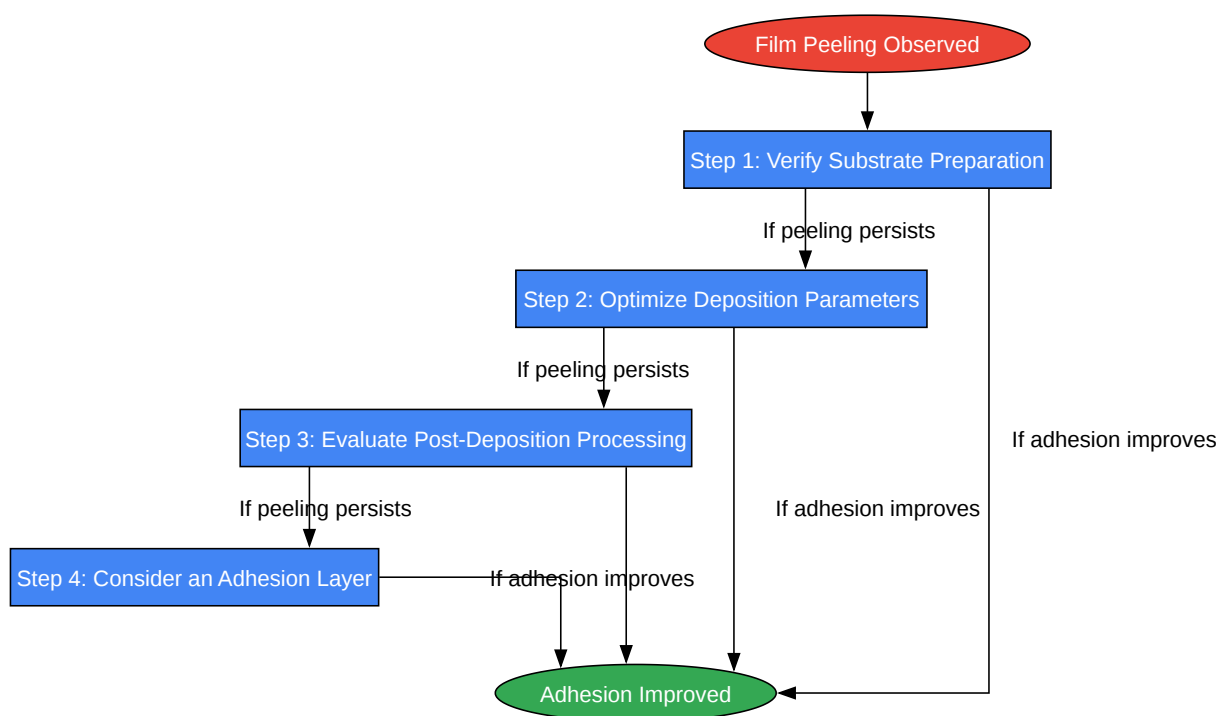 Film Peeling Observed
Step 1: Verify Substrate Preparation
If peeling persists
Step 2: Optimize Deposition Parameters
If peeling persists
Step 3: Evaluate Post-Deposition Processing
If adhesion improves
If peeling persists
If adhesion improves
Step 4: Consider an Adhesion Layer
If adhesion improves
Adhesion Improved